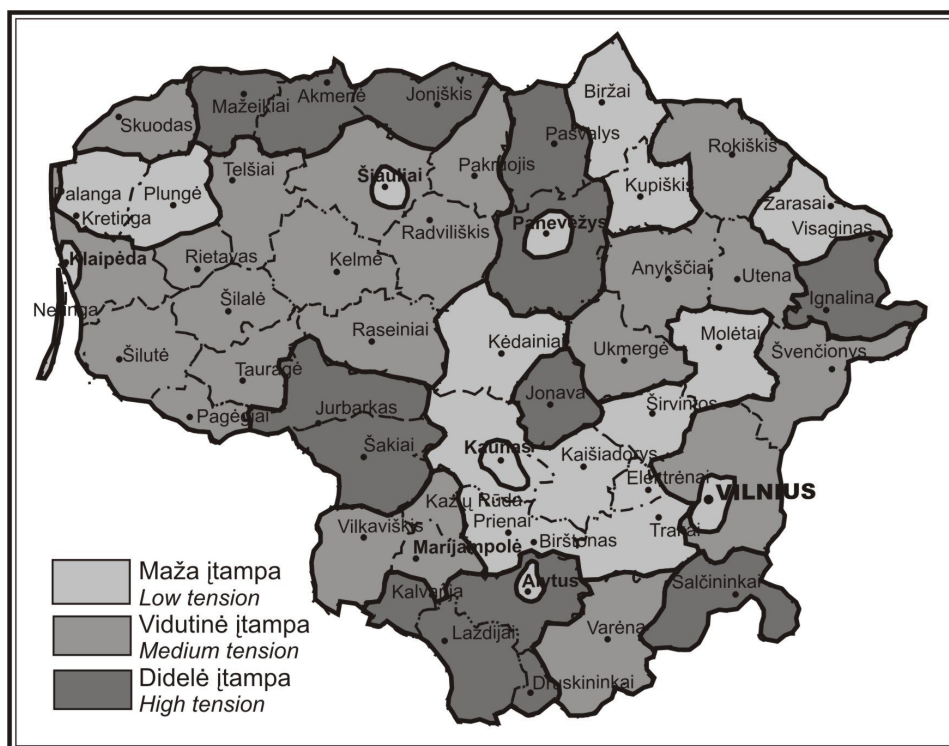 Biržai
Skuodas
Mažeikiai
Akmenė
Joniškis
Pasvalys
Rokiškis
Telšiai
Šiauliai
Pakruojis
Kupiškis
Palanga
Plungė
Kretinga
Zarasai
Visaginas
Radviliškis
Panevėžys
Klaipėda
Rietavas
Kelmė
Anykščiai
Utena
Ignalina
Neringa
Šilalė
Raseiniai
Kėdainiai
Ukmergė
Molėtai
Švenčionys
Šilutė
Tauragė
Jurbarkas
Jonava
Širvintos
Pagėgiai
Šakiai
Kaunas
Kaišiadorys
Elektrėnai
VILNIUS
Kazlų Rūda
Prienai
Vilkaviškis
Marijampolė
Birštonas
Trakai
Kalvarija
Alytus
Šalčininkai
Lazdijai
Varėna
Druskininkai
Maža įtampa
Low tension
Vidutinė įtampa
Medium tension
Didelė įtampa
High tension